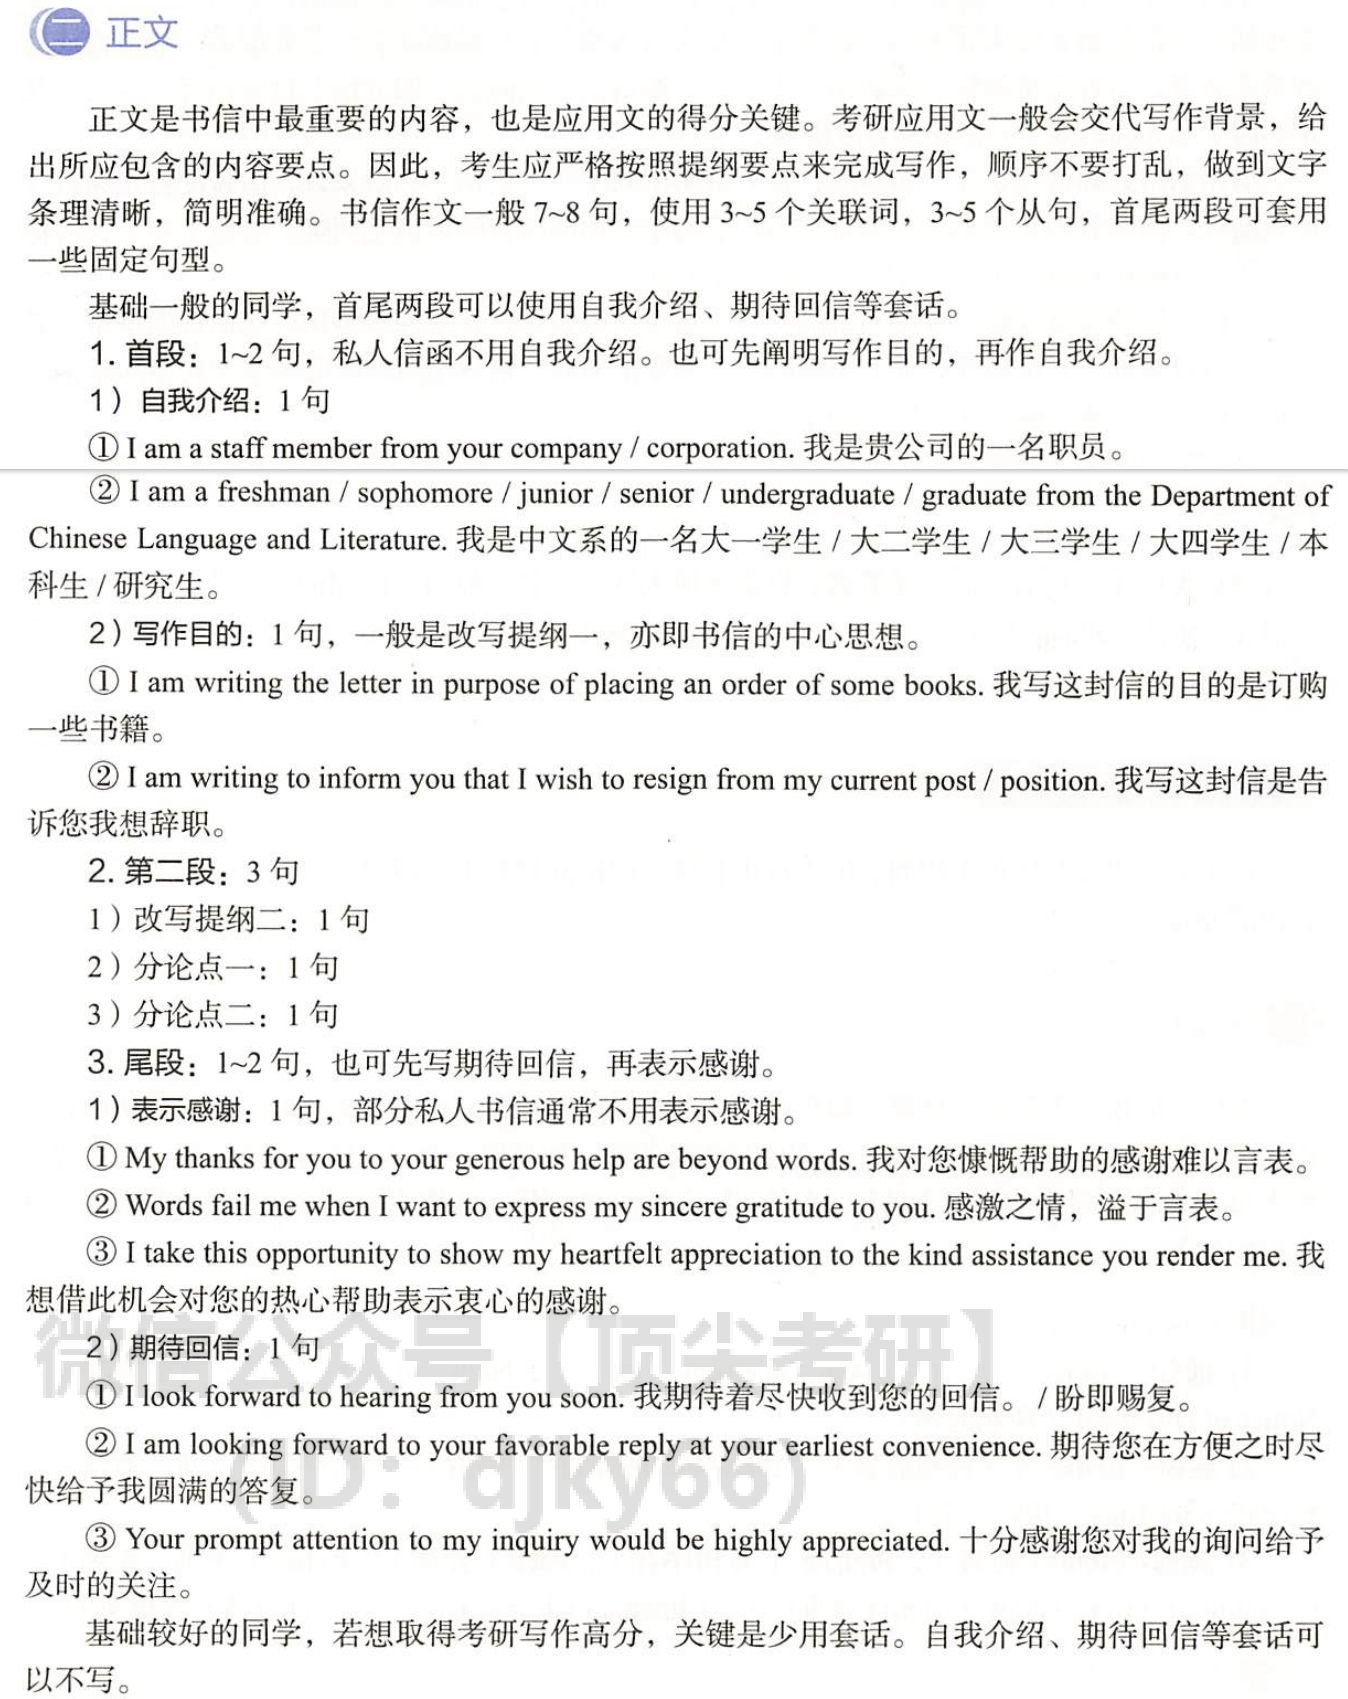 二 正文
正文是书信中最重要的内容，也是应用文的得分关键。考研应用文一般会交代写作背景，给
出所应包含的内容要点。因此，考生应严格按照提纲要点来完成写作，顺序不要打乱，做到文字
条理清晰，简明准确。书信作文一般 7~8 句，使用 3~5 个关联词，3~5 个从句，首尾两段可套用
一些固定句型。
基础一般的同学，首尾两段可以使用自我介绍、期待回信等套话。
1. 首段：1~2 句，私人信函不用自我介绍。也可先阐明写作目的，再作自我介绍。
1）自我介绍：1 句
① I am a staff member from your company / corporation. 我是贵公司的一名职员。
② I am a freshman / sophomore / junior / senior / undergraduate / graduate from the Department of
Chinese Language and Literature. 我是中文系的一名大一学生 / 大二学生 / 大三学生 / 大四学生 / 本
科生 / 研究生。
2）写作目的：1 句，一般是改写提纲一，亦即书信的中心思想。
① I am writing the letter in purpose of placing an order of some books. 我写这封信的目的是订购
一些书籍。
② I am writing to inform you that I wish to resign from my current post / position. 我写这封信是告
诉您我想辞职。
2. 第二段：3 句
1）改写提纲二：1 句
2）分论点一：1 句
3）分论点二：1 句
3. 尾段：1~2 句，也可先写期待回信，再表示感谢。
1）表示感谢：1 句，部分私人书信通常不用表示感谢。
① My thanks for you to your generous help are beyond words. 我对您慷慨帮助的感谢难以言表。
② Words fail me when I want to express my sincere gratitude to you. 感激之情，溢于言表。
③ I take this opportunity to show my heartfelt appreciation to the kind assistance you render me. 我
想借此机会对您的热心帮助表示衷心的感谢。
微信公众号【顶尖考研】
2）期待回信：1 句
① I look forward to hearing from you soon. 我期待着尽快收到您的回信。 / 盼即赐复。
② I am looking forward to your favorable reply at your earliest convenience. 期待您在方便之时尽
快给予我圆满的答复。
(ID：djky66)
③ Your prompt attention to my inquiry would be highly appreciated. 十分感谢您对我的询问给予
及时的关注。
基础较好的同学，若想取得考研写作高分，关键是少用套话。自我介绍、期待回信等套话可
以不写。